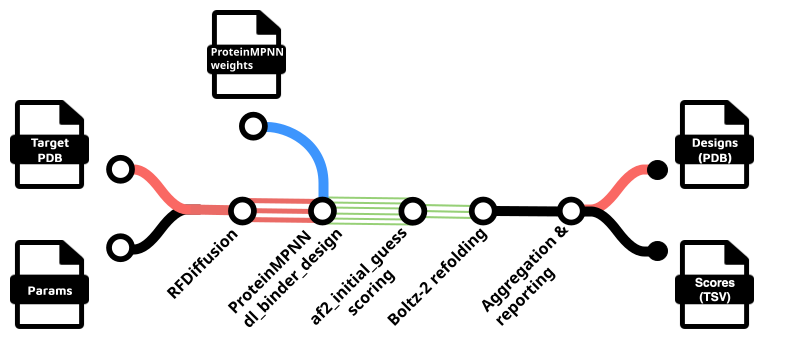 ProteinMPNN
weights
Target
PDB
Params
RFDiffusion
ProteinMPNN
dl_binder_design
af2_initial_guess
scoring
Boltz-2 refolding
Aggregation &
reporting
Designs
(PDB)
Scores
(TSV)